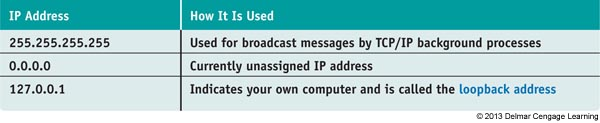 IP Address How It Is Used
255.255.255.255 Used for broadcast messages by TCP/IP background processes
0.0.0.0 Currently unassigned IP address
127.0.0.1 Indicates your own computer and is called the loopback address
© 2013 Delmar Cengage Learning